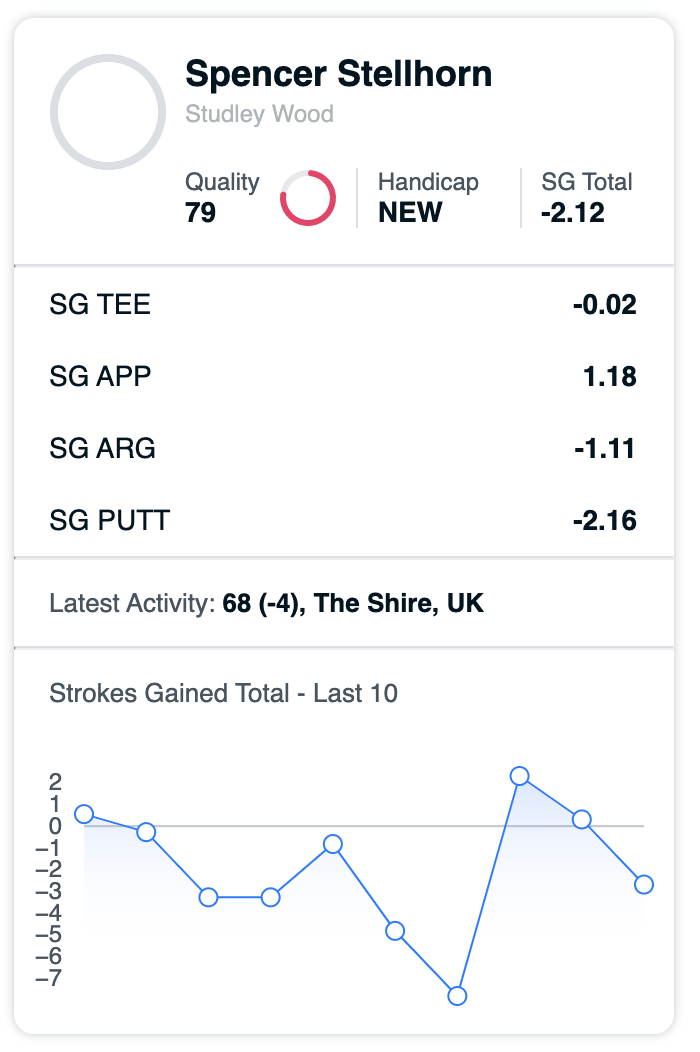 Spencer Stellhorn
Studley Wood
Quality
79
Handicap
NEW
SG Total
-2.12
SG TEE -0.02
SG APP 1.18
SG ARG -1.11
SG PUTT -2.16
Latest Activity: 68 (-4), The Shire, UK
Strokes Gained Total - Last 10
2
1
0
−1
−2
−3
−4
−5
−6
−7